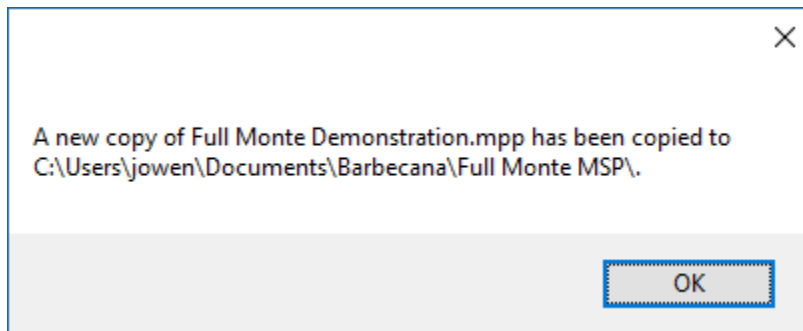 A new copy of Full Monte Demonstration.mpp has been copied to
C:\Users\jowen\Documents\Barbecana\Full Monte MSP\.
OK